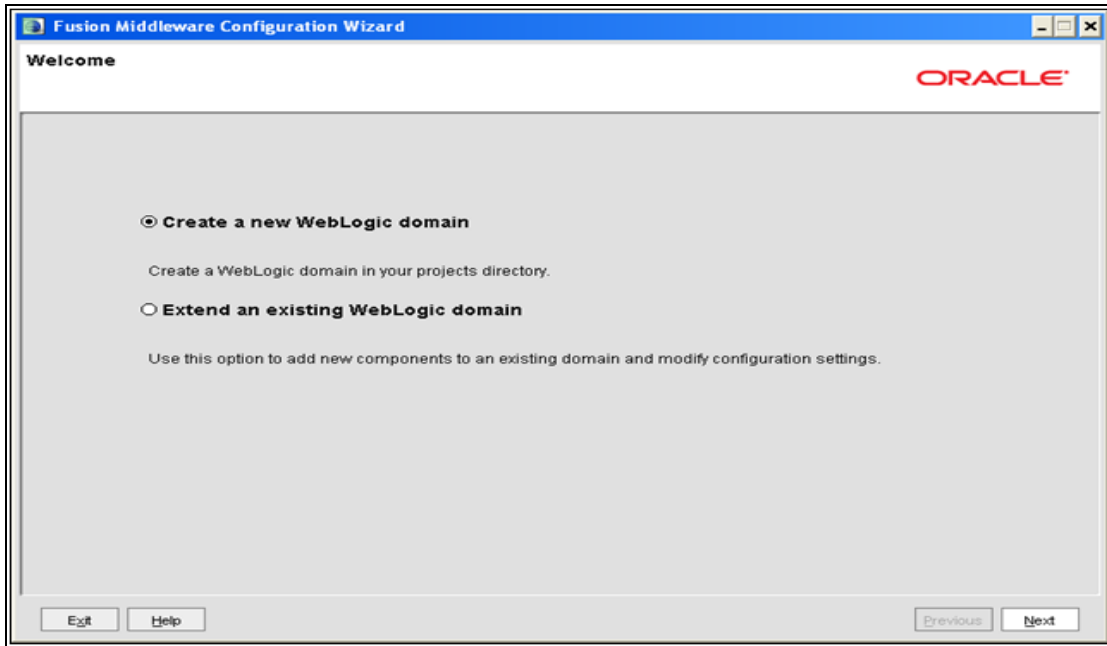 Fusion Middleware Configuration Wizard
Welcome
ORACLE
Create a new WebLogic domain
Create a WebLogic domain in your projects directory.
Extend an existing WebLogic domain
Use this option to add new components to an existing domain and modify configuration settings.
Exit
Help
Previous
Next